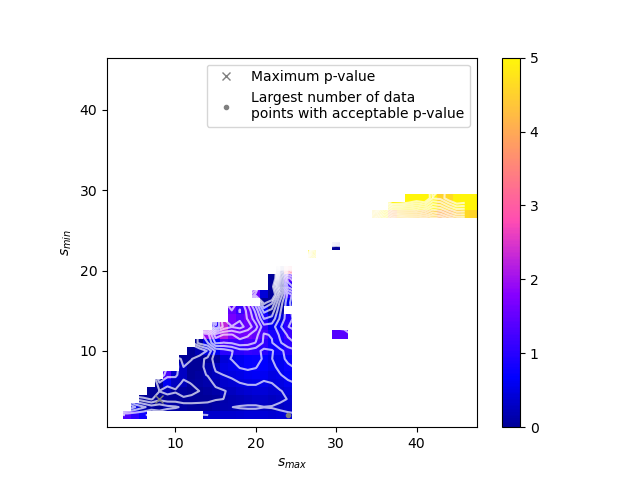 Maximum p-value
Largest number of data
points with acceptable p-value
40
30
20
10
s_min
10
20
30
40
s_max
5
4
3
2
1
0